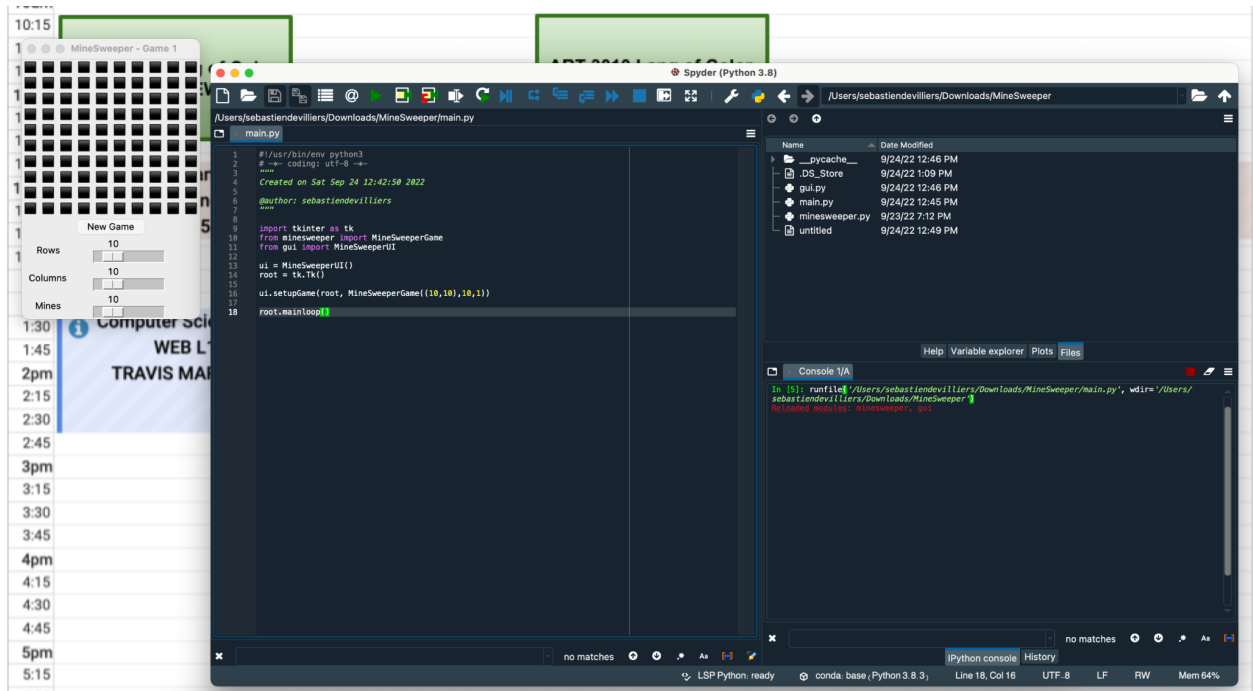 10:15
MineSweeper - Game 1
New Game
Rows
10
Columns
10
Mines
10
1:30
Computer Scie
1:45
WEB L1
2pm
TRAVIS MAR
2:15
2:30
2:45
3pm
3:15
3:30
3:45
4pm
4:15
4:30
4:45
5pm
5:15
Spyder (Python 3.8)
/Users/sebastiendevilliers/Downloads/MineSweeper
/Users/sebastiendevilliers/Downloads/MineSweeper/main.py
main.py
1 #!/usr/bin/env python3
2 # -*- coding: utf-8 -*-
3 """
4 Created on Sat Sep 24 12:42:50 2022
5
6 @author: sebastiendevilliers
7 """
8
9 import tkinter as tk
10 from minesweeper import MineSweeperGame
11 from gui import MineSweeperUI
12
13 ui = MineSweeperUI()
14 root = tk.Tk()
15
16 ui.setupGame(root, MineSweeperGame((10,10),10,1))
17
18 root.mainloop()
no matches
Aa
Name Date Modified
__pycache__ 9/24/22 12:46 PM
.DS_Store 9/24/22 1:09 PM
gui.py 9/24/22 12:46 PM
main.py 9/24/22 12:45 PM
minesweeper.py 9/23/22 7:12 PM
untitled 9/24/22 12:49 PM
Help Variable explorer Plots Files
Console 1/A
In [5]: runfile('/Users/sebastiendevilliers/Downloads/MineSweeper/main.py', wdir='/Users/
sebastiendevilliers/Downloads/MineSweeper')
Reloaded modules: minesweeper, gui
no matches
Aa
IPython console History
LSP Python: ready
conda: base (Python 3.8.3)
Line 18, Col 16
UTF-8
LF
RW
Mem 64%